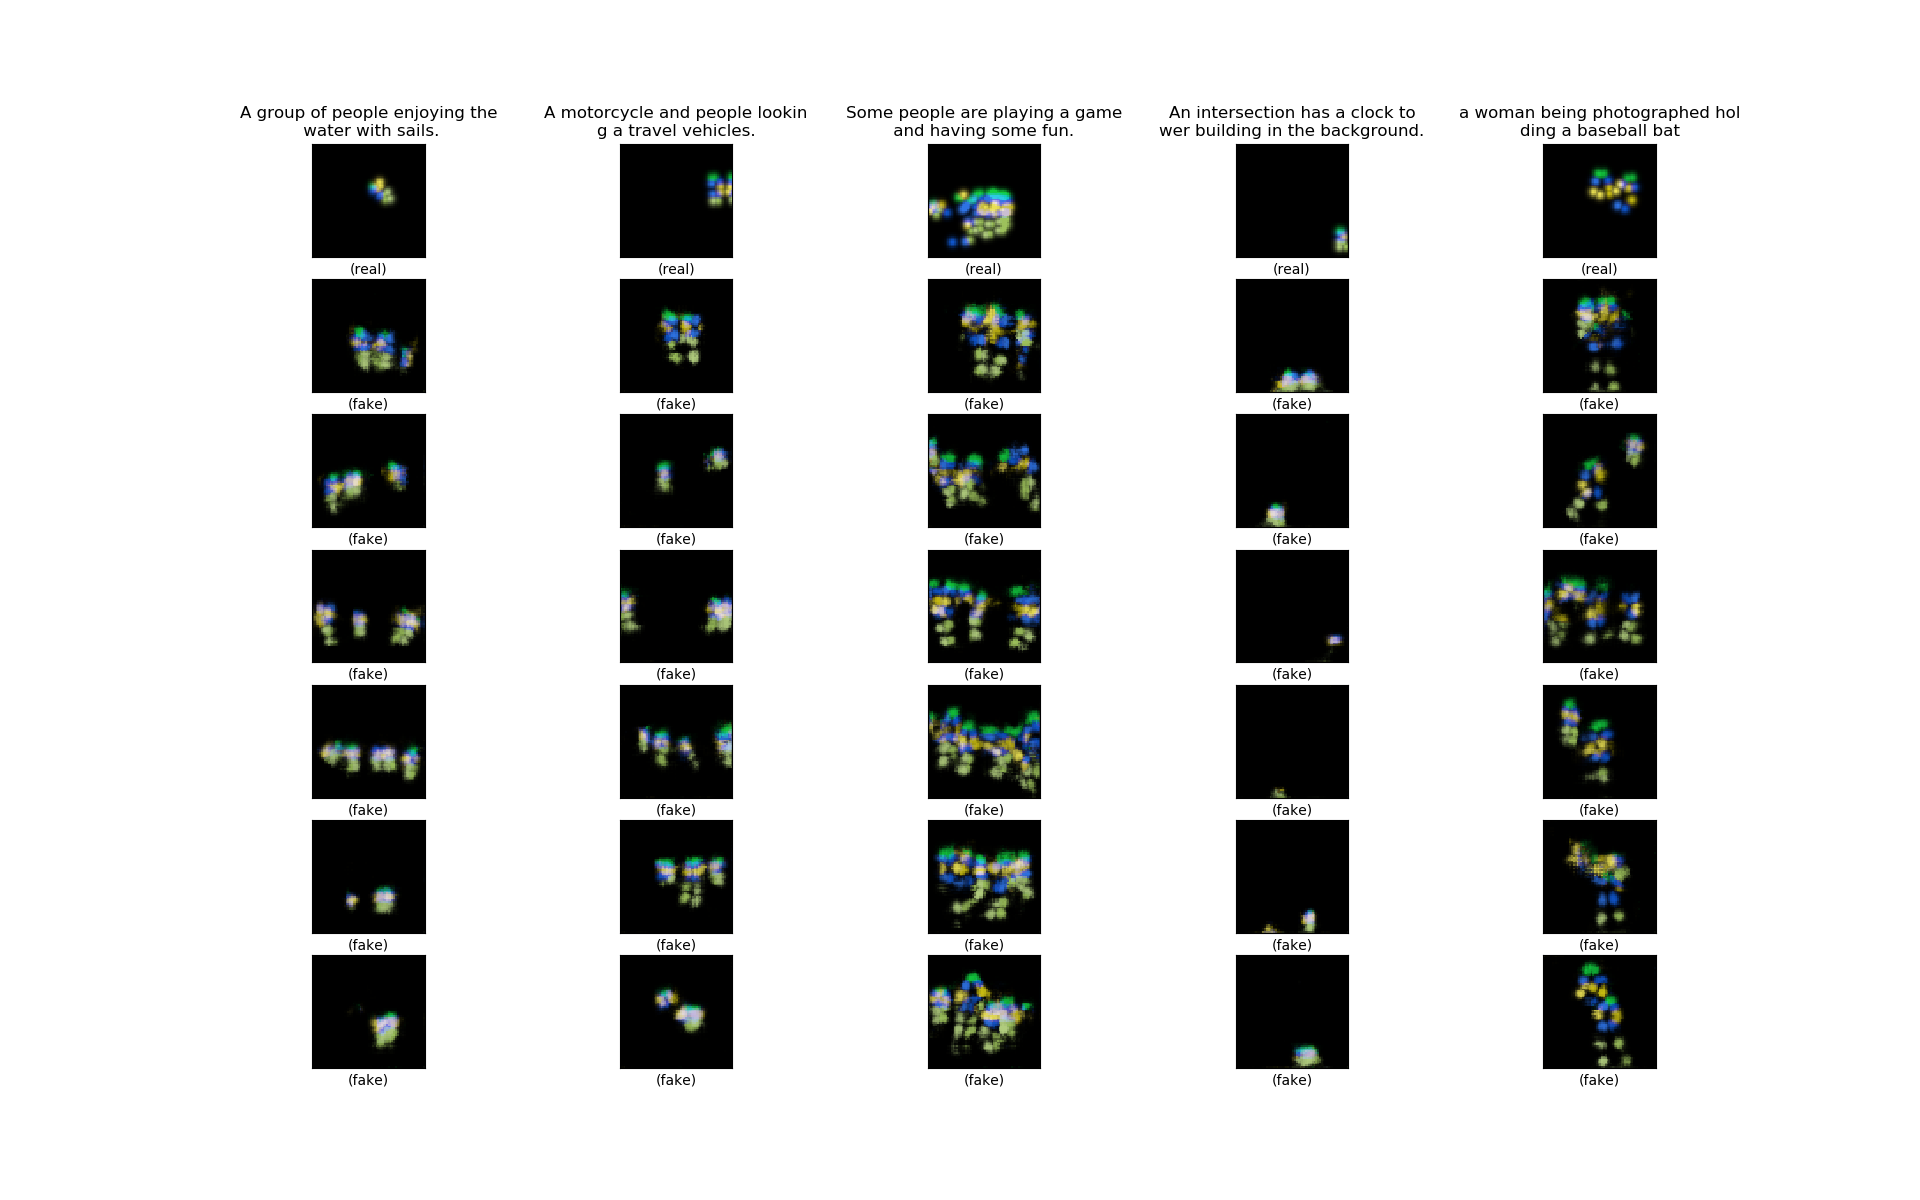 A group of people enjoying the
water with sails.
A motorcycle and people lookin
g a travel vehicles.
Some people are playing a game
and having some fun.
An intersection has a clock to
wer building in the background.
a woman being photographed hol
ding a baseball bat
(real) (real) (real) (real) (real)
(fake) (fake) (fake) (fake) (fake)
(fake) (fake) (fake) (fake) (fake)
(fake) (fake) (fake) (fake) (fake)
(fake) (fake) (fake) (fake) (fake)
(fake) (fake) (fake) (fake) (fake)
(fake) (fake) (fake) (fake) (fake)